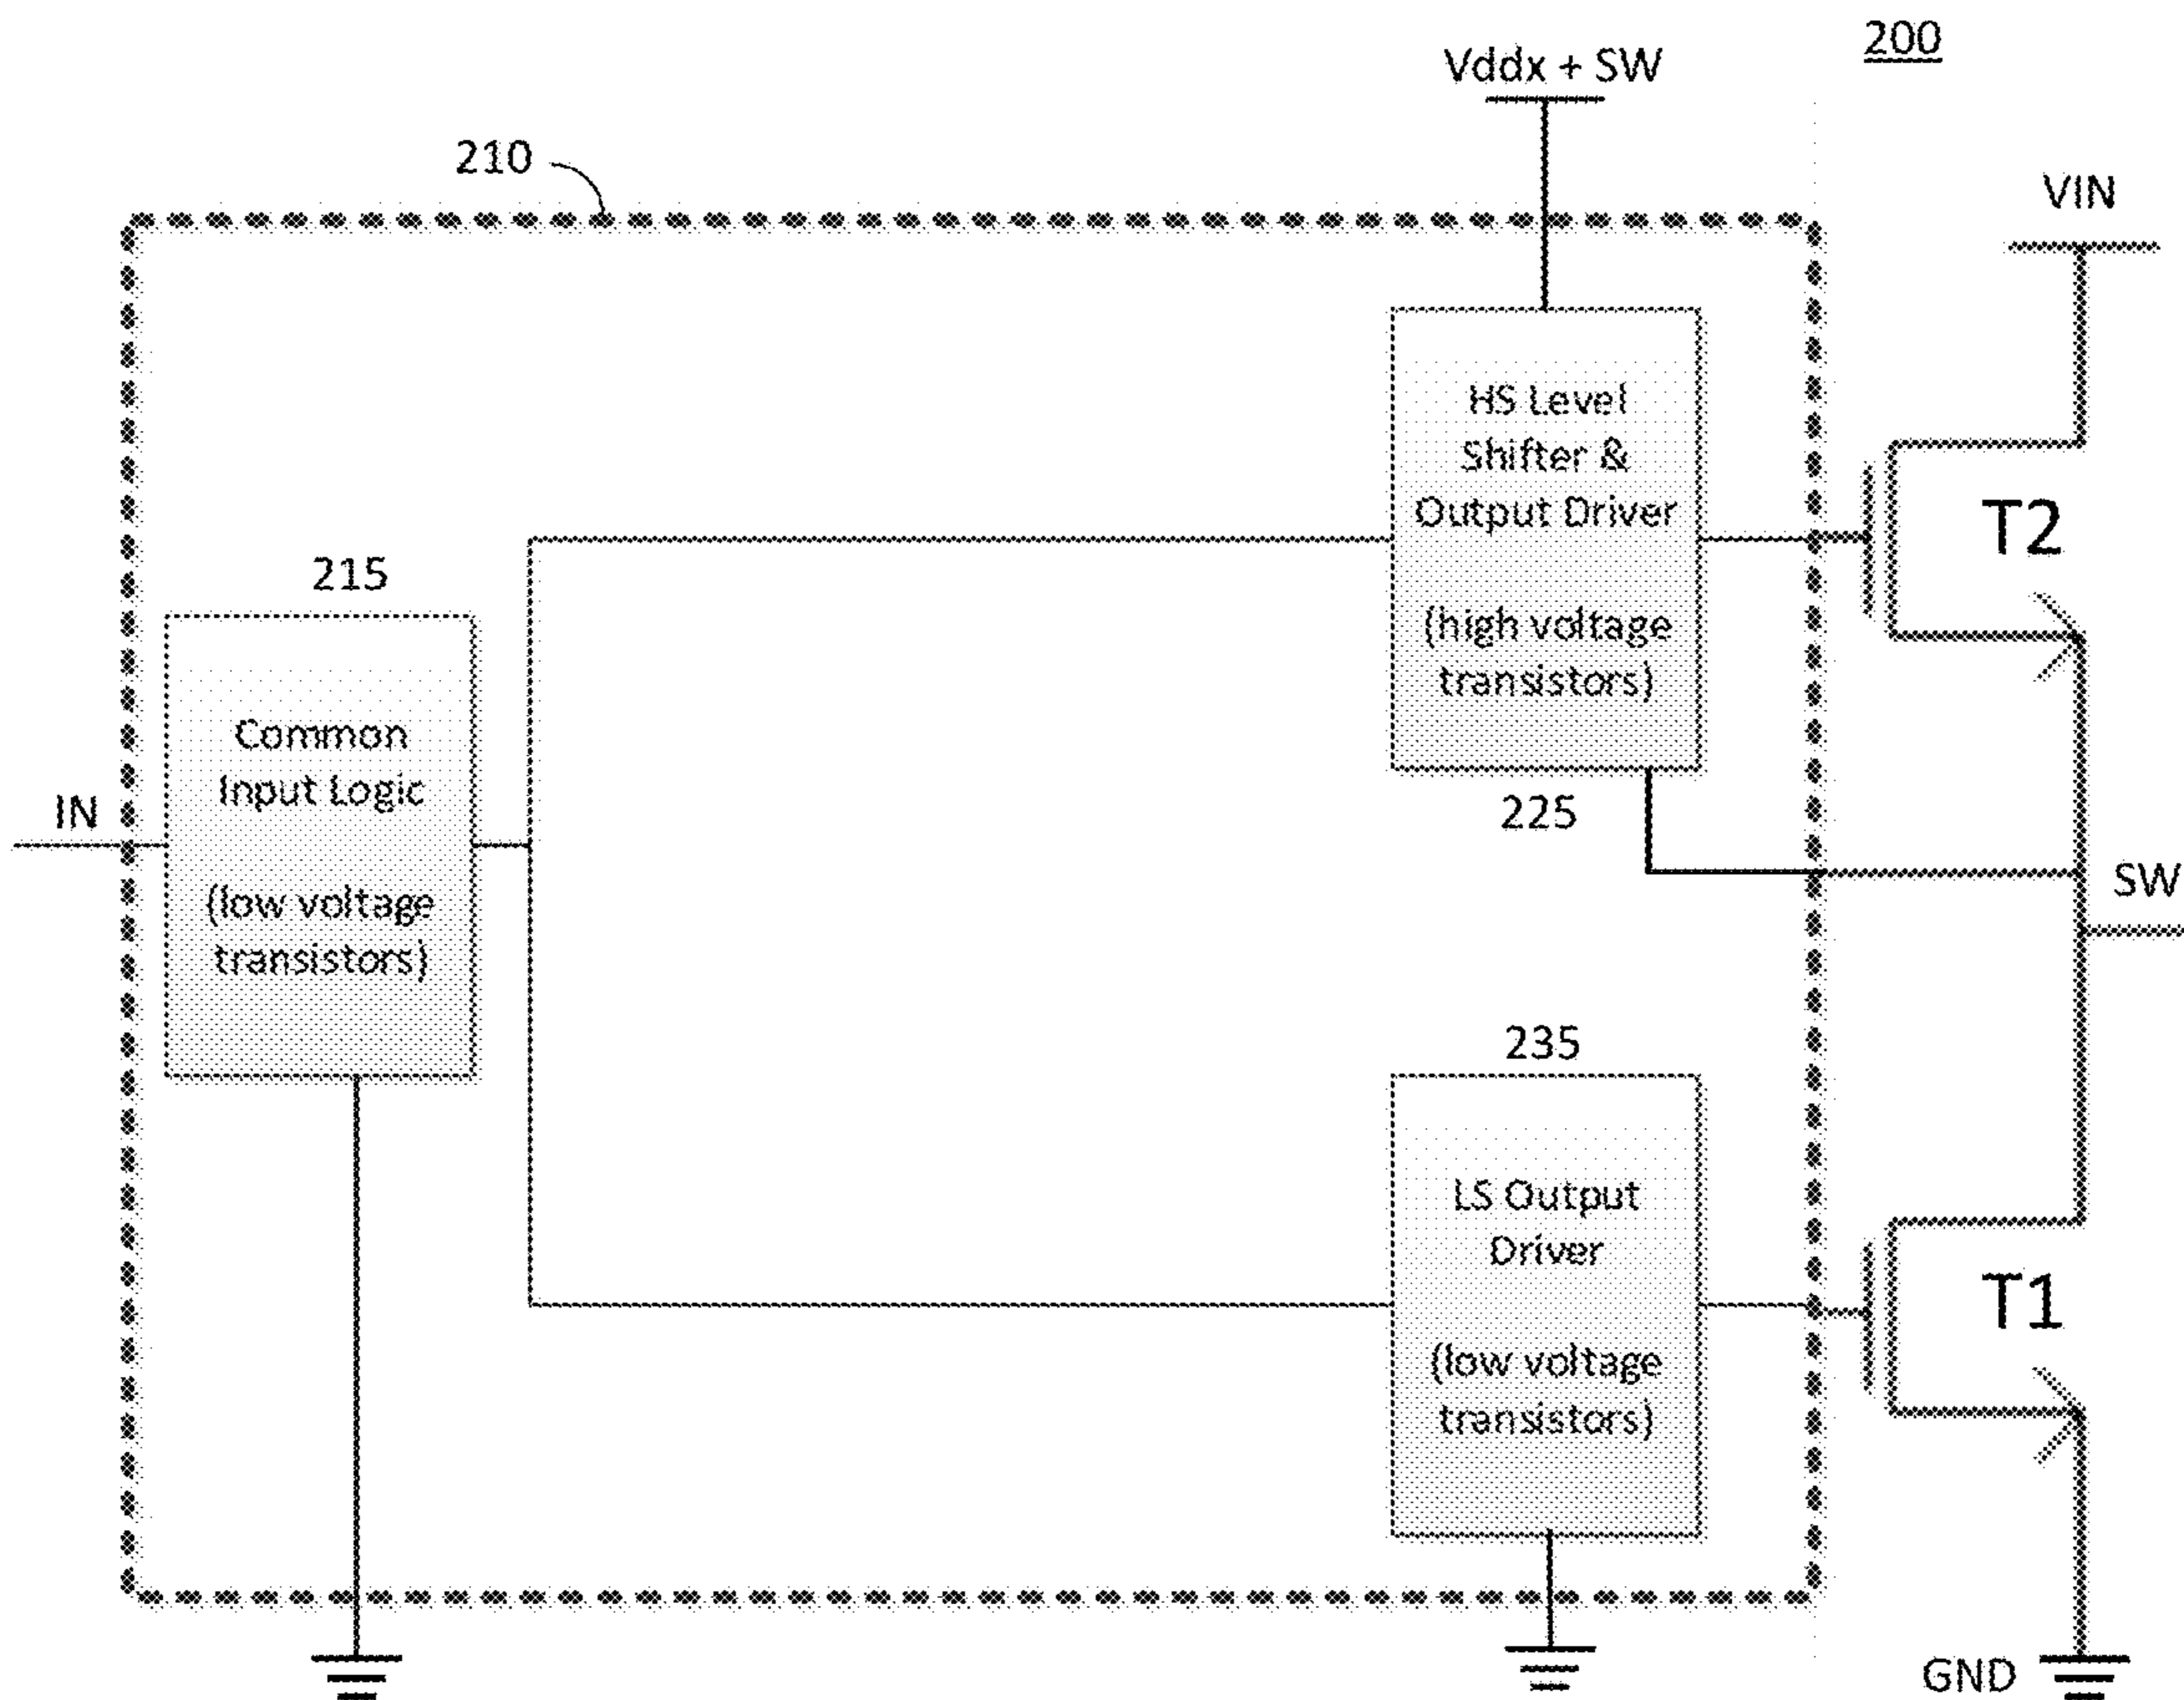 200
Vddx + SW
210
VIN
HS Level
Shifter &
Output Driver
(high voltage
transistors)
T2
215
Common
Input Logic
(low voltage
transistors)
IN
225
SW
235
LS Output
Driver
(low voltage
transistors)
T1
GND